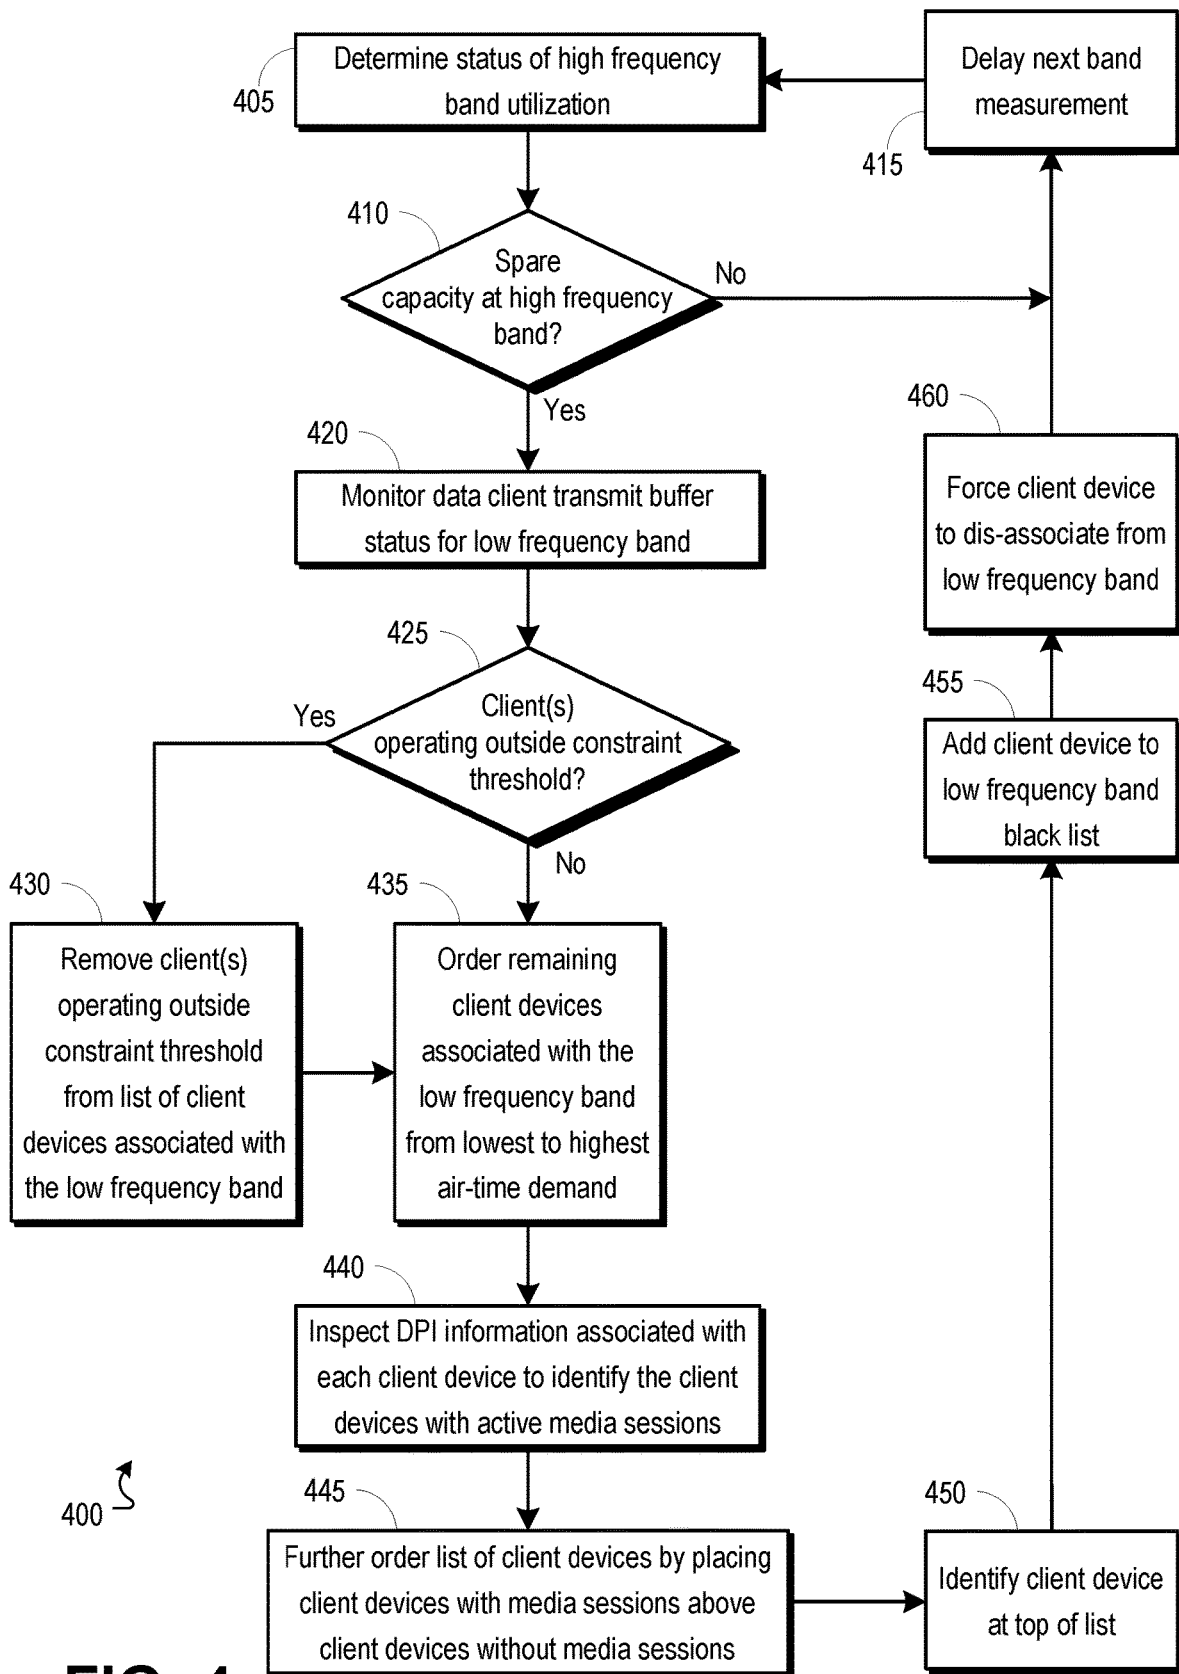 Determine status of high frequency
band utilization
405
Delay next band
measurement
415
410
Spare
capacity at high frequency
band?
No
Yes
420
Monitor data client transmit buffer
status for low frequency band
460
Force client device
to dis-associate from
low frequency band
425
Client(s)
operating outside constraint
threshold?
Yes
No
455
Add client device to
low frequency band
black list
430
Remove client(s)
operating outside
constraint threshold
from list of client
devices associated with
the low frequency band
435
Order remaining
client devices
associated with the
low frequency band
from lowest to highest
air-time demand
440
Inspect DPI information associated with
each client device to identify the client
devices with active media sessions
400
445
Further order list of client devices by placing
client devices with media sessions above
client devices without media sessions
450
Identify client device
at top of list